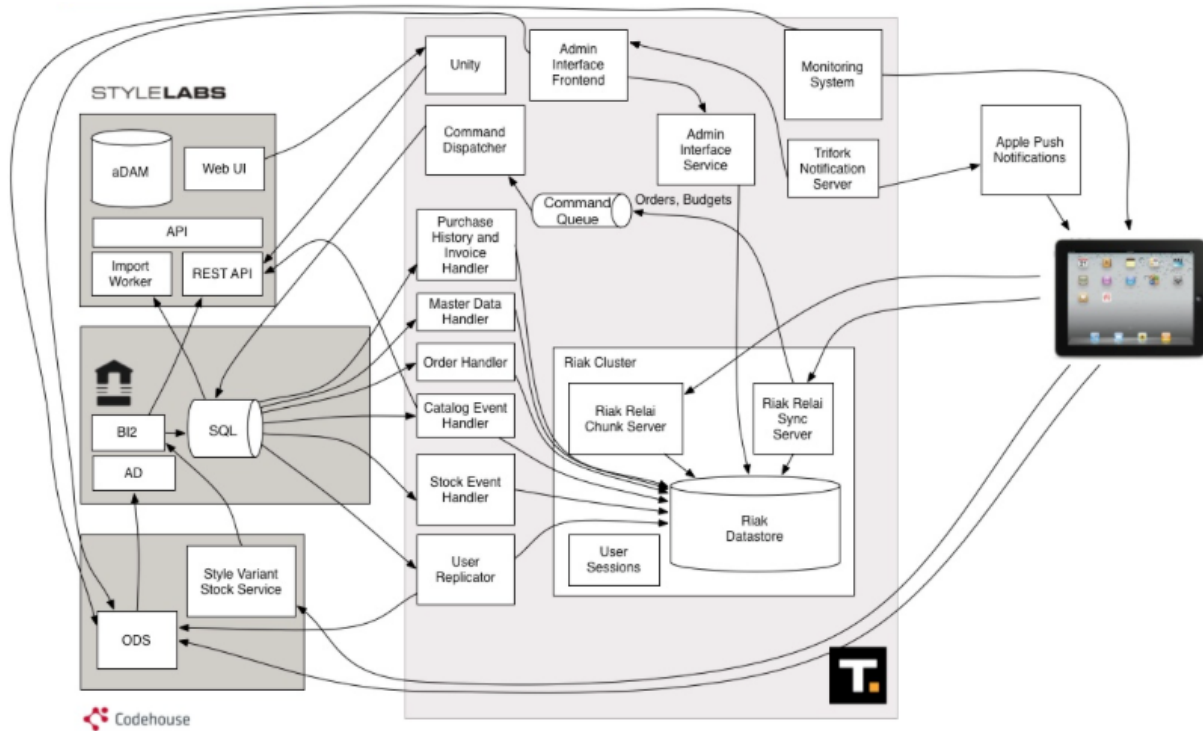 STYLELABS
aDAM
Web UI
API
Import
Worker
REST API
BI2
SQL
AD
Style Variant
Stock Service
ODS
Codehouse
Unity
Admin
Interface
Frontend
Monitoring
System
Command
Dispatcher
Admin
Interface
Service
Trifork
Notification
Server
Apple Push
Notifications
Command
Queue
Orders, Budgets
Purchase
History and
Invoice
Handler
Master Data
Handler
Order Handler
Catalog Event
Handler
Stock Event
Handler
User
Replicator
Riak Cluster
Riak Relai
Chunk Server
Riak Relai
Sync
Server
Riak
Datastore
User
Sessions
T.